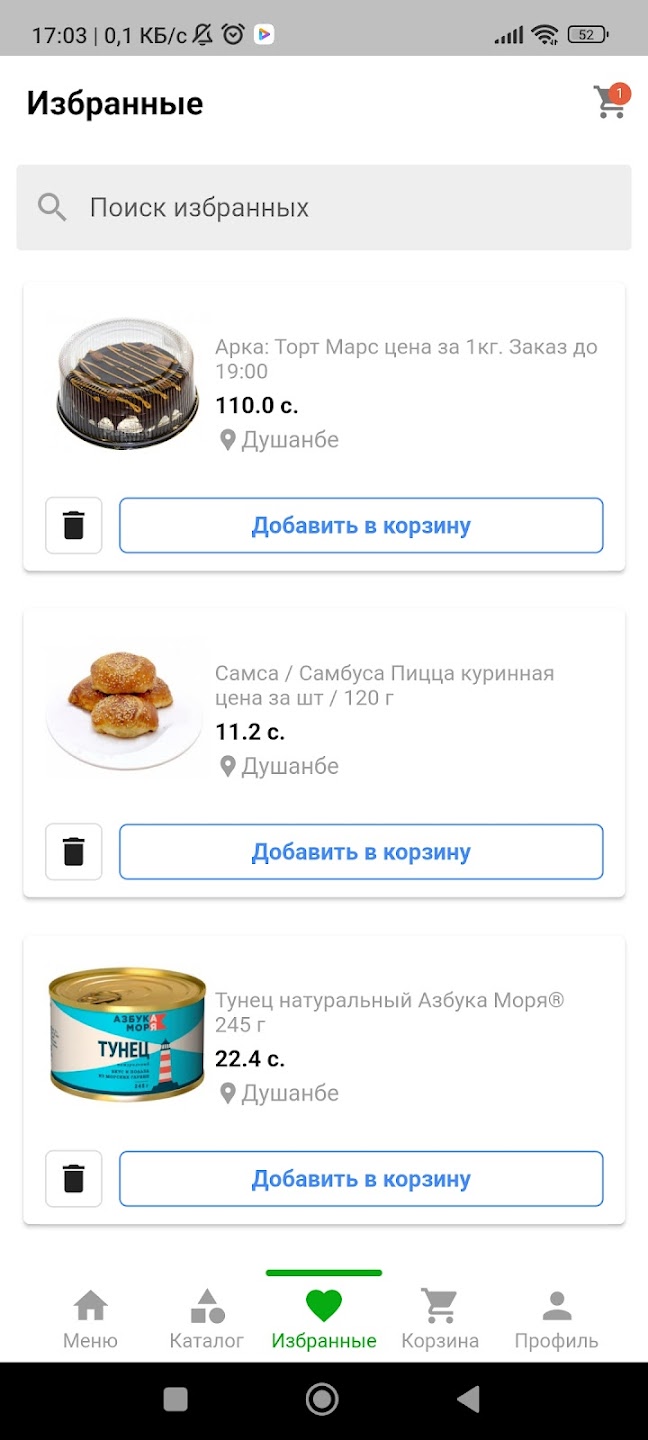 17:03 | 0,1 КБ/с
52
Избранные
1
Поиск избранных
Арка: Торт Марс цена за 1кг. Заказ до
19:00
110.0 с.
Душанбе
Добавить в корзину
Самса / Самбуса Пицца куринная
цена за шт / 120 г
11.2 с.
Душанбе
Добавить в корзину
АЗБУКА
МОРЯ
ТУНЕЦ
Тунец натуральный Азбука Моря®
245 г
22.4 с.
Душанбе
Добавить в корзину
Меню
Каталог
Избранные
Корзина
Профиль